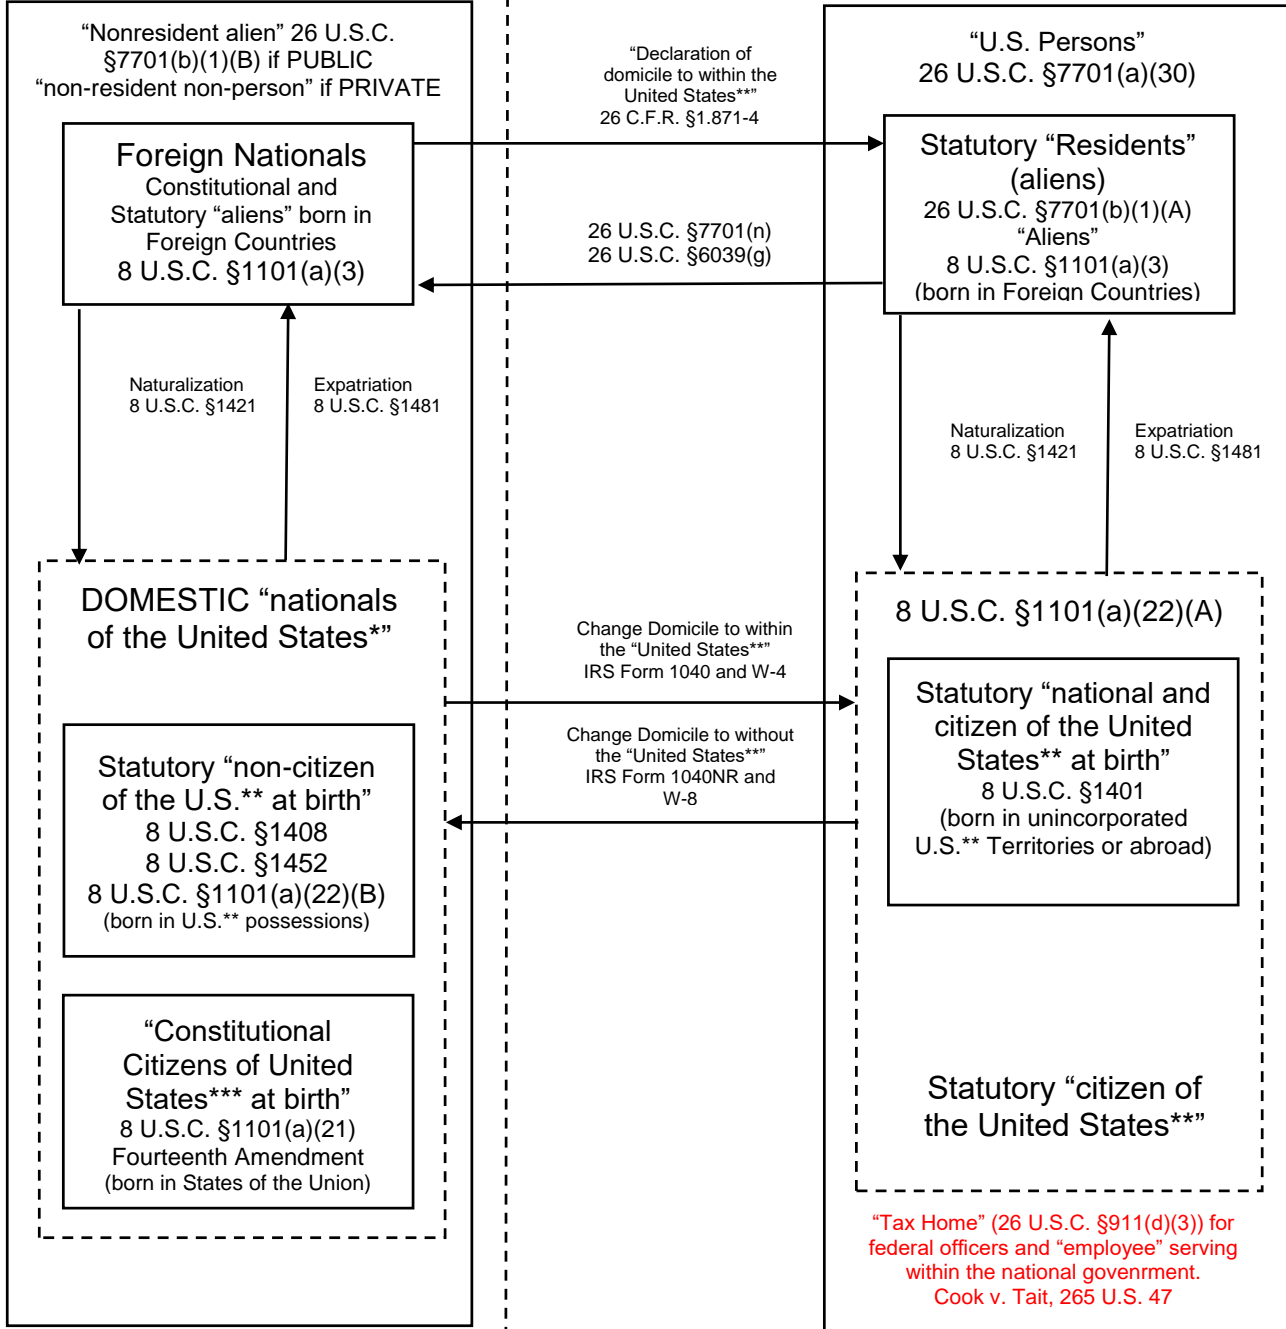 “Nonresident alien” 26 U.S.C.
§7701(b)(1)(B) if PUBLIC
“non-resident non-person” if PRIVATE
Foreign Nationals
Constitutional and
Statutory “aliens” born in
Foreign Countries
8 U.S.C. §1101(a)(3)
“Declaration of
domicile to within the
United States**”
26 C.F.R. §1.871-4
26 U.S.C. §7701(n)
26 U.S.C. §6039(g)
“U.S. Persons”
26 U.S.C. §7701(a)(30)
Statutory “Residents”
(aliens)
26 U.S.C. §7701(b)(1)(A)
“Aliens”
8 U.S.C. §1101(a)(3)
(born in Foreign Countries)
Naturalization
8 U.S.C. §1421
Expatriation
8 U.S.C. §1481
Naturalization
8 U.S.C. §1421
Expatriation
8 U.S.C. §1481
DOMESTIC “nationals
of the United States*”
Statutory “non-citizen
of the U.S.** at birth”
8 U.S.C. §1408
8 U.S.C. §1452
8 U.S.C. §1101(a)(22)(B)
(born in U.S.** possessions)
“Constitutional
Citizens of United
States*** at birth”
8 U.S.C. §1101(a)(21)
Fourteenth Amendment
(born in States of the Union)
Change Domicile to within
the “United States**”
IRS Form 1040 and W-4
Change Domicile to without
the “United States**”
IRS Form 1040NR and
W-8
8 U.S.C. §1101(a)(22)(A)
Statutory “national and
citizen of the United
States** at birth”
8 U.S.C. §1401
(born in unincorporated
U.S.** Territories or abroad)
Statutory “citizen of
the United States**”
“Tax Home” (26 U.S.C. §911(d)(3)) for
federal officers and “employee” serving
within the national govenrment.
Cook v. Tait, 265 U.S. 47